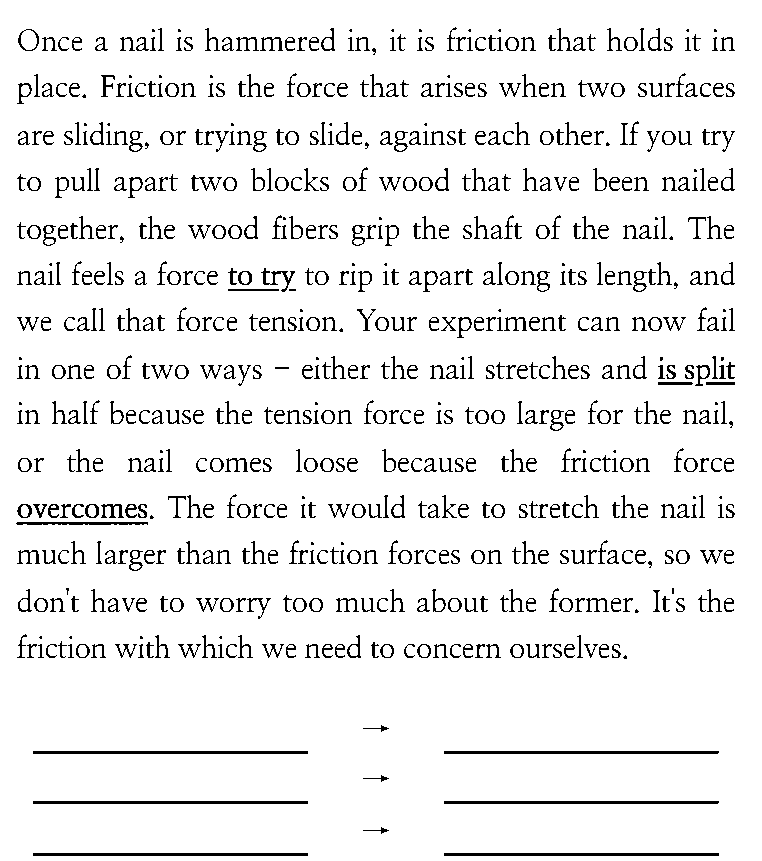 Once a nail is hammered in, it is friction that holds it in
place. Friction is the force that arises when two surfaces
are sliding, or trying to slide, against each other. If you try
to pull apart two blocks of wood that have been nailed
together, the wood fibers grip the shaft of the nail. The
nail feels a force to try to rip it apart along its length, and
we call that force tension. Your experiment can now fail
in one of two ways - either the nail stretches and is split
in half because the tension force is too large for the nail,
or the nail comes loose because the friction force
overcomes. The force it would take to stretch the nail is
much larger than the friction forces on the surface, so we
don't have to worry too much about the former. It's the
friction with which we need to concern ourselves.
→
→
→